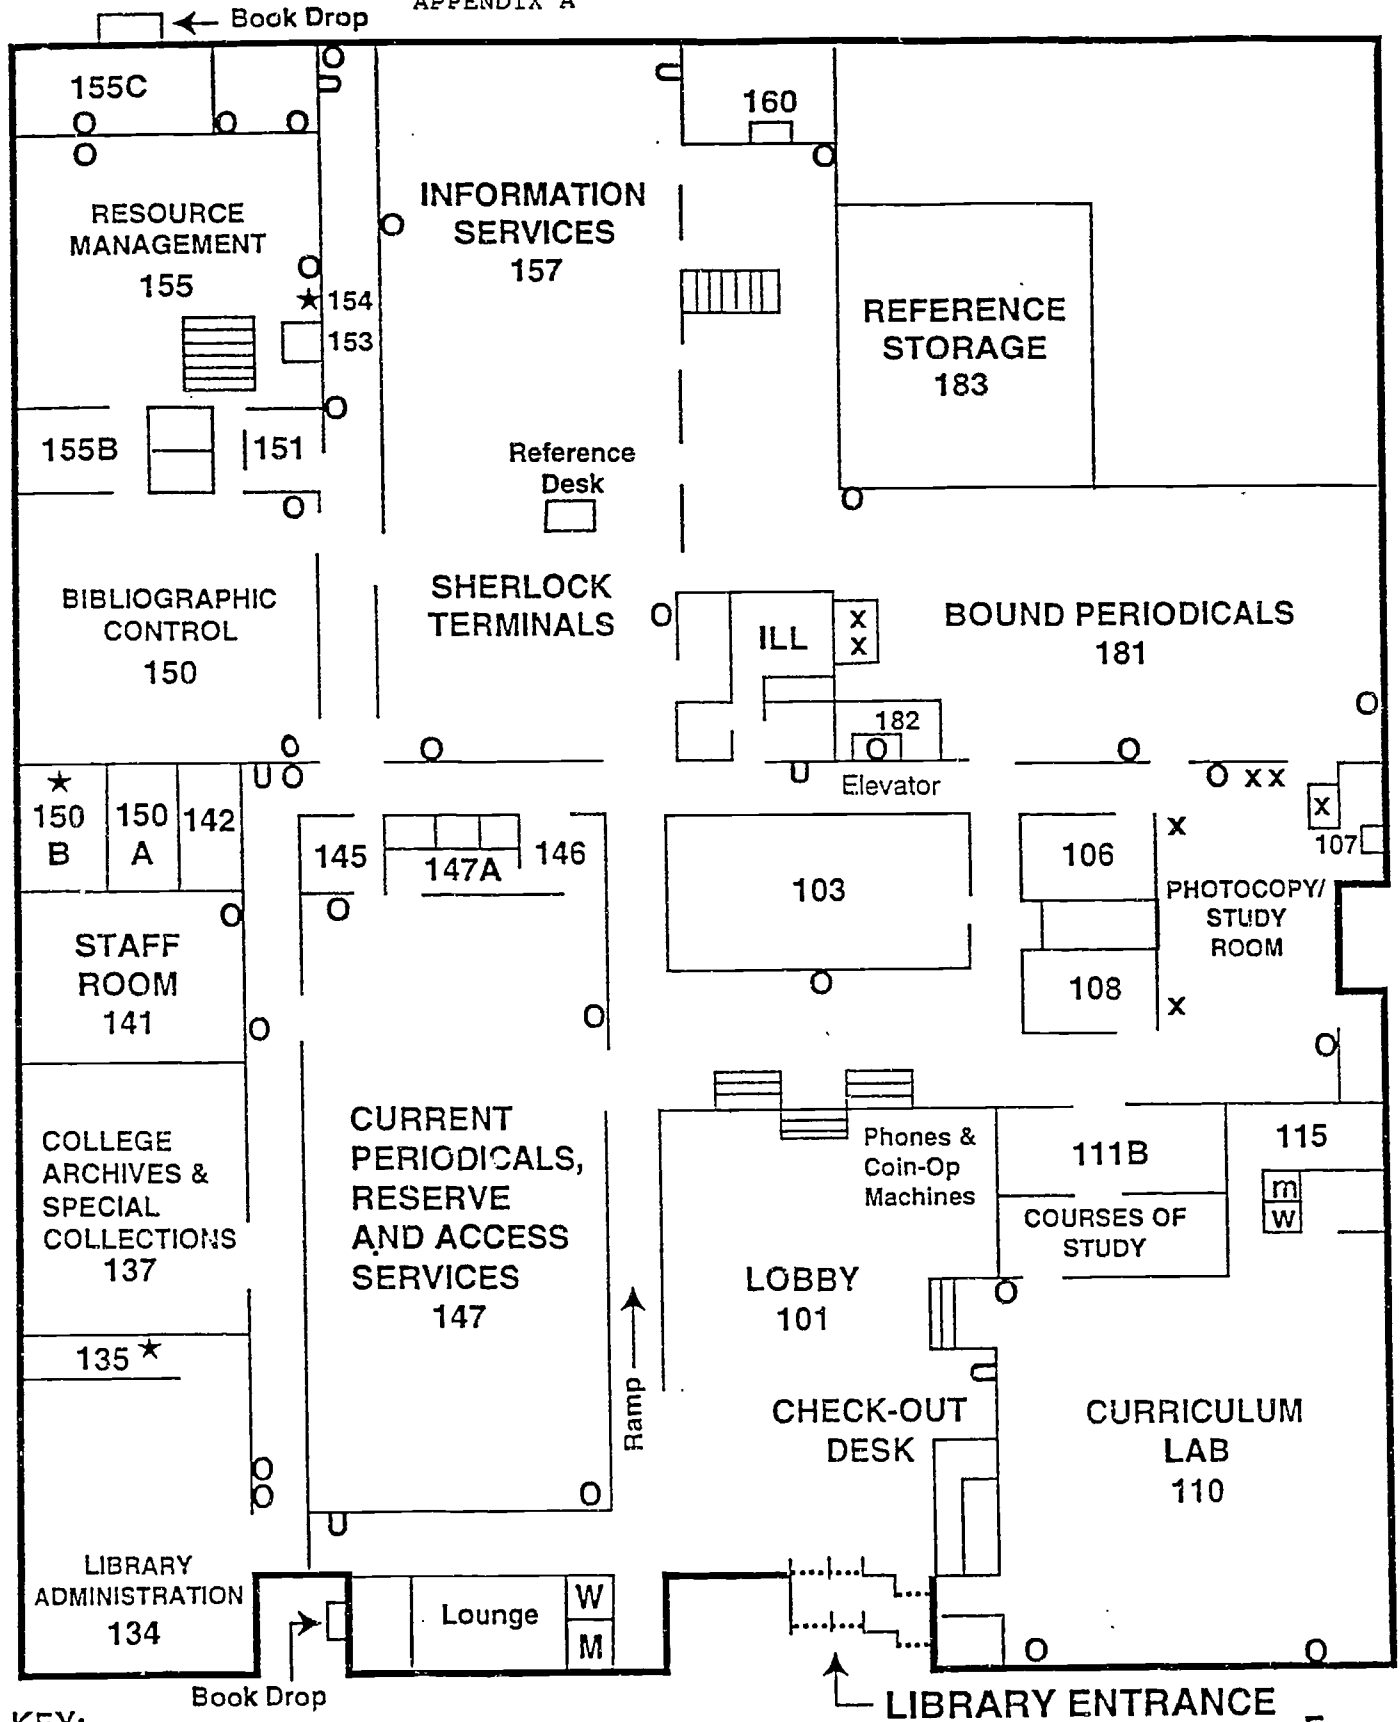 APPENDIX A
Book Drop
155C
160
RESOURCE
MANAGEMENT
155
INFORMATION
SERVICES
157
154
153
REFERENCE
STORAGE
183
155B
151
Reference
Desk
BIBLIOGRAPHIC
CONTROL
150
SHERLOCK
TERMINALS
ILL
X
X
BOUND PERIODICALS
181
182
Elevator
X X
X
107
150
B
150
A
142
145
147A
146
103
106
X
PHOTOCOPY/
STUDY
ROOM
108
X
STAFF
ROOM
141
COLLEGE
ARCHIVES &
SPECIAL
COLLECTIONS
137
CURRENT
PERIODICALS,
RESERVE
AND ACCESS
SERVICES
147
Phones &
Coin-Op
Machines
111B
115
m
w
COURSES OF
STUDY
LOBBY
101
135
Ramp
CHECK-OUT
DESK
CURRICULUM
LAB
110
LIBRARY
ADMINISTRATION
134
Lounge
W
M
Book Drop
LIBRARY ENTRANCE
KEY: